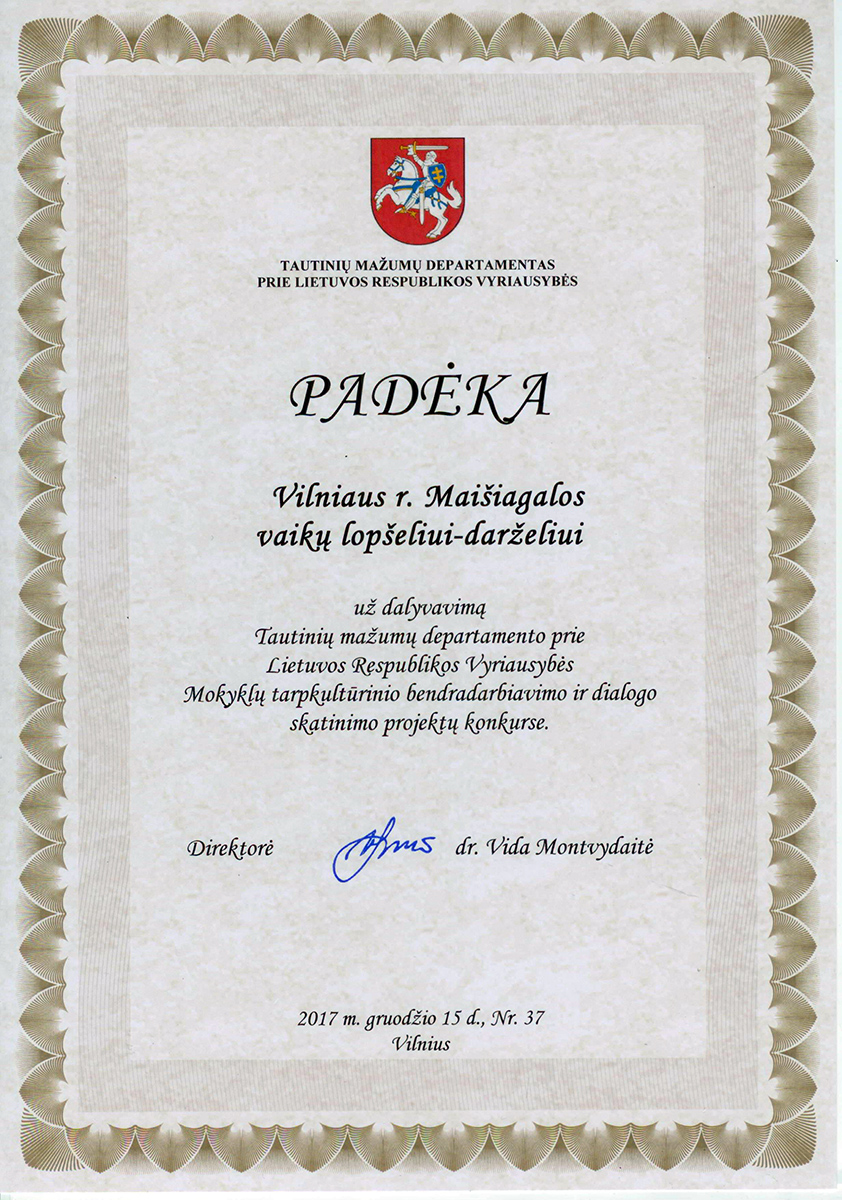 TAUTINIŲ MAŽUMŲ DEPARTAMENTAS
PRIE LIETUVOS RESPUBLIKOS VYRIAUSYBĖS
PADĖKA
Vilniaus r. Maišiagalos
vaikų lopšeliui-darželiui
už dalyvavimą
Tautinių mažumų departamento prie
Lietuvos Respublikos Vyriausybės
Mokyklų tarpkultūrinio bendradarbiavimo ir dialogo
skatinimo projektų konkurse.
Direktorė dr. Vida Montvydaitė
2017 m. gruodžio 15 d., Nr. 37
Vilnius